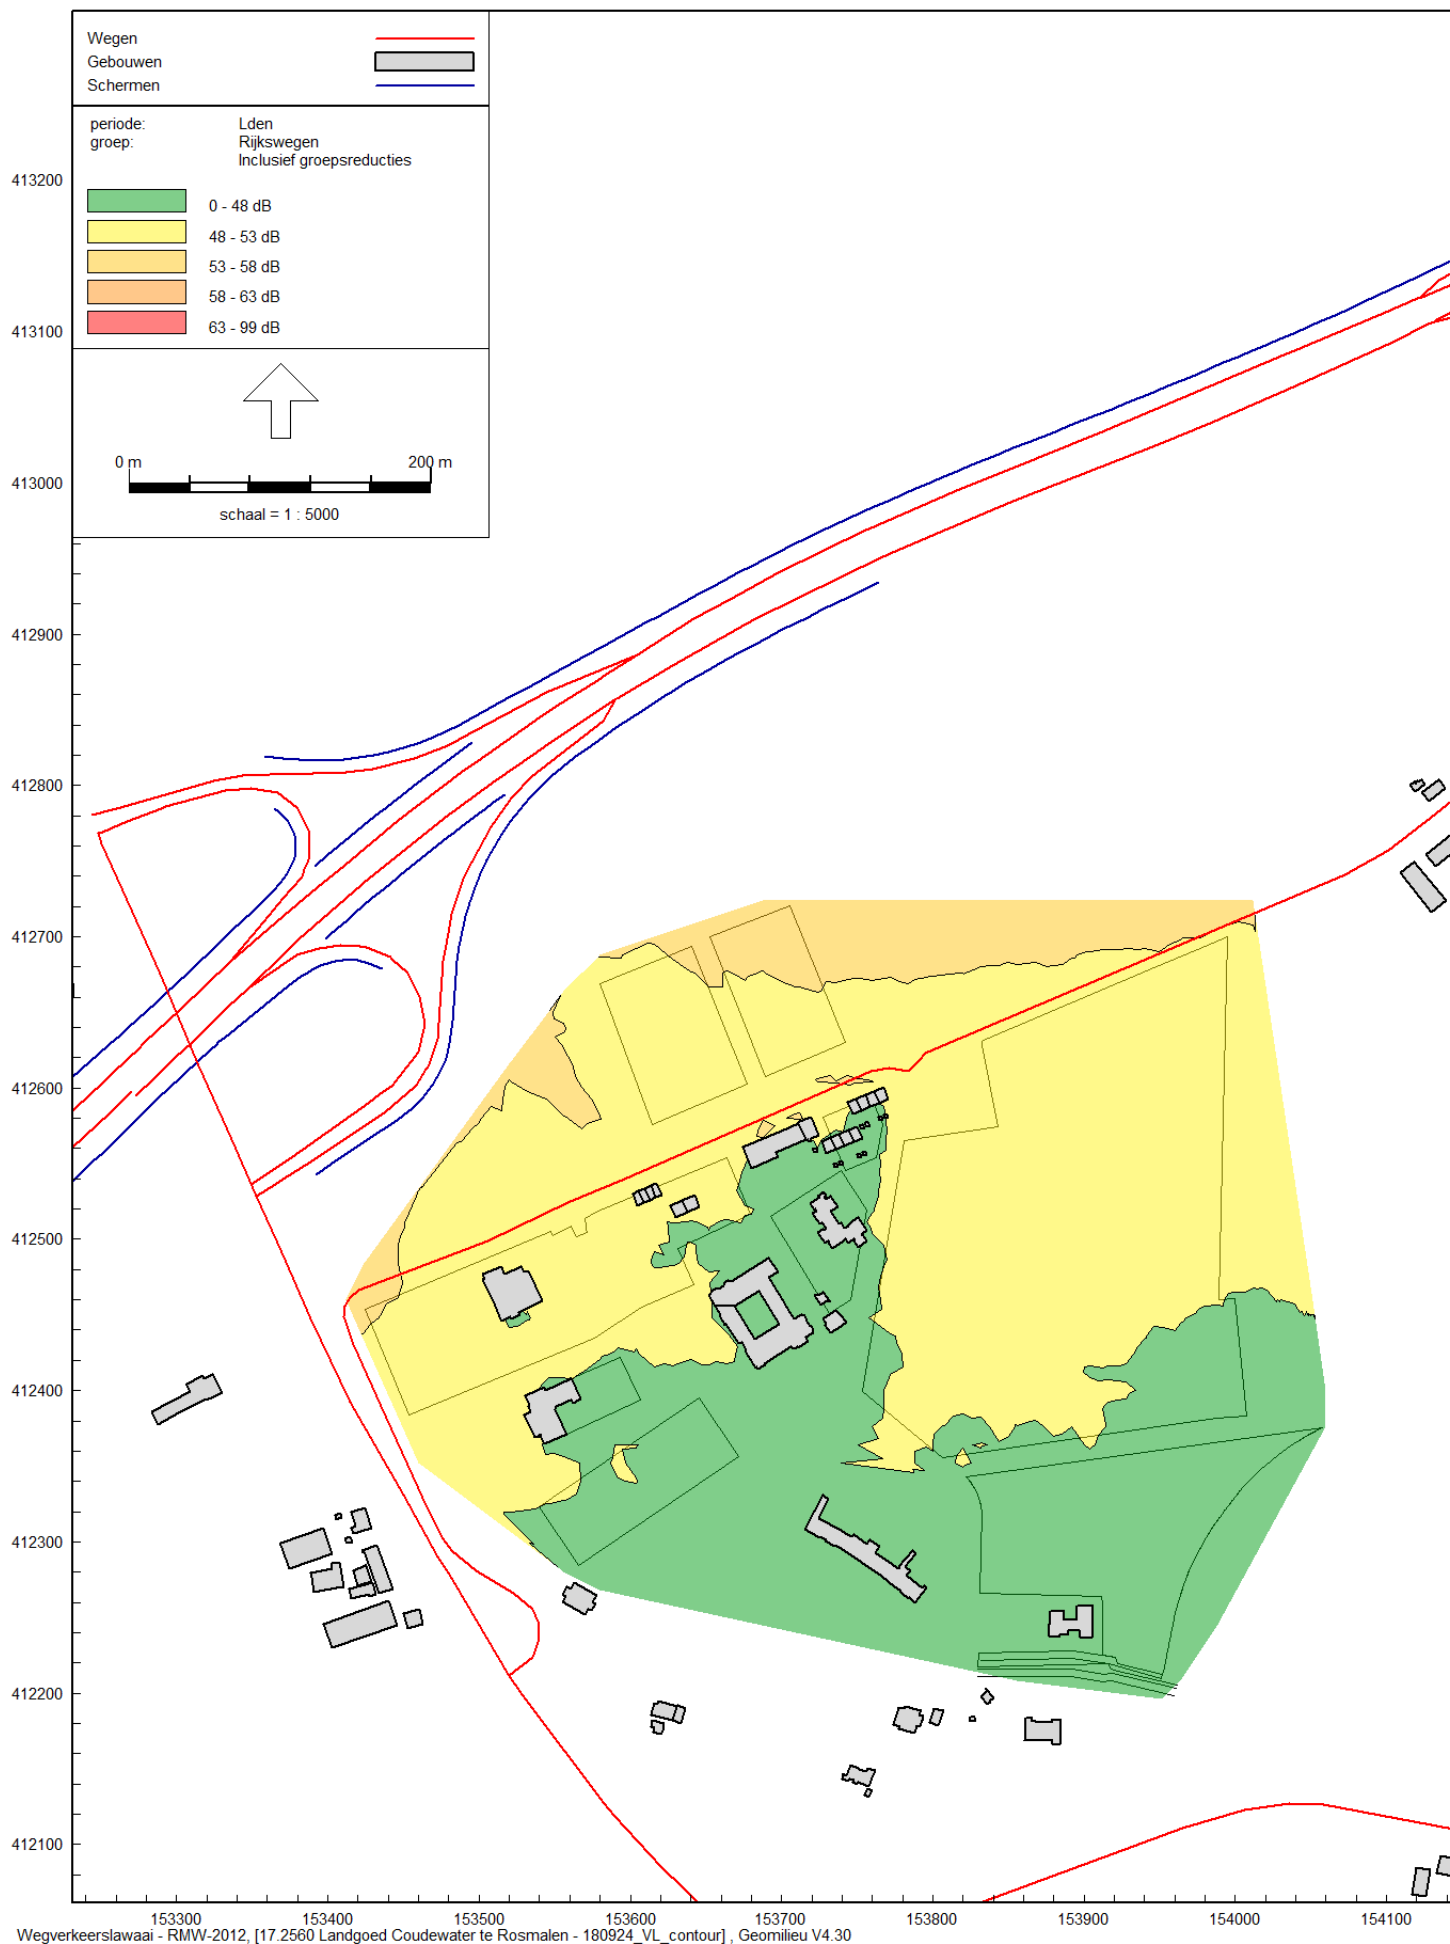 Wegen
Gebouwen
Schermen
periode: Lden
groep: Rijkswegen
Inclusief groepsreducties
0 - 48 dB
48 - 53 dB
53 - 58 dB
58 - 63 dB
63 - 99 dB
0 m 200 m
schaal = 1 : 5000
413200
413100
413000
412900
412800
412700
412600
412500
412400
412300
412200
412100
153300 153400 153500 153600 153700 153800 153900 154000 154100
Wegverkeerslawaai - RMW-2012, [17.2560 Landgoed Coudewater te Rosmalen - 180924_VL_contour] , Geomilieu V4.30